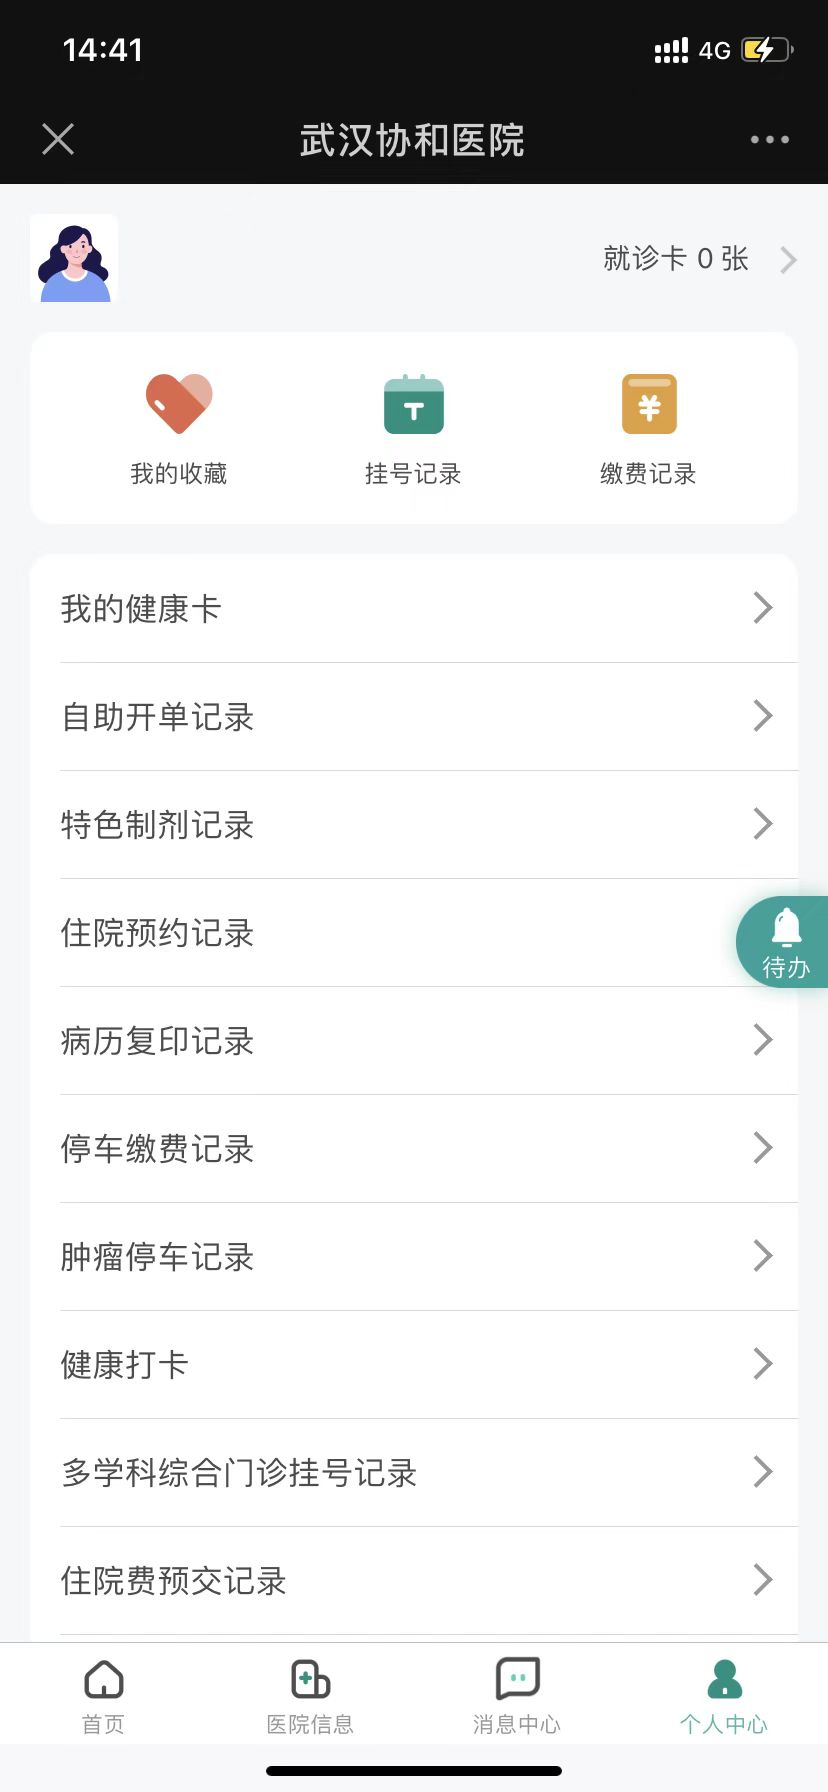 14:41
4G
武汉协和医院
就诊卡 0 张
我的收藏
挂号记录
缴费记录
我的健康卡
自助开单记录
特色制剂记录
住院预约记录
待办
病历复印记录
停车缴费记录
肿瘤停车记录
健康打卡
多学科综合门诊挂号记录
住院费预交记录
首页
医院信息
消息中心
个人中心